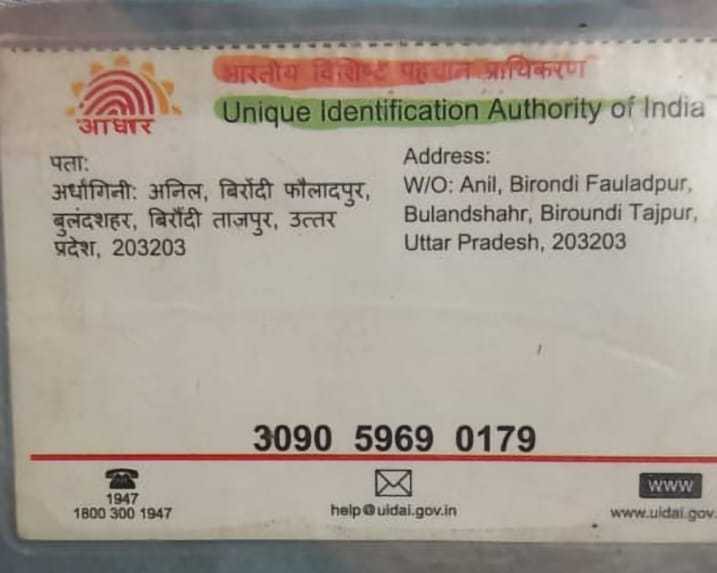 भारतीय विशिष्ट पहचान प्राधिकरण
Unique Identification Authority of India
आधार
पता:
अर्धांगिनी: अनिल, बिरोंदी फौलादपुर,
बुलंदशहर, बिरौंदी ताज़पुर, उत्तर
प्रदेश, 203203
Address:
W/O: Anil, Birondi Fauladpur,
Bulandshahr, Biroundi Tajpur,
Uttar Pradesh, 203203
3090 5969 0179
1947
1800 300 1947
help@uidai.gov.in
www
www.uidai.gov.